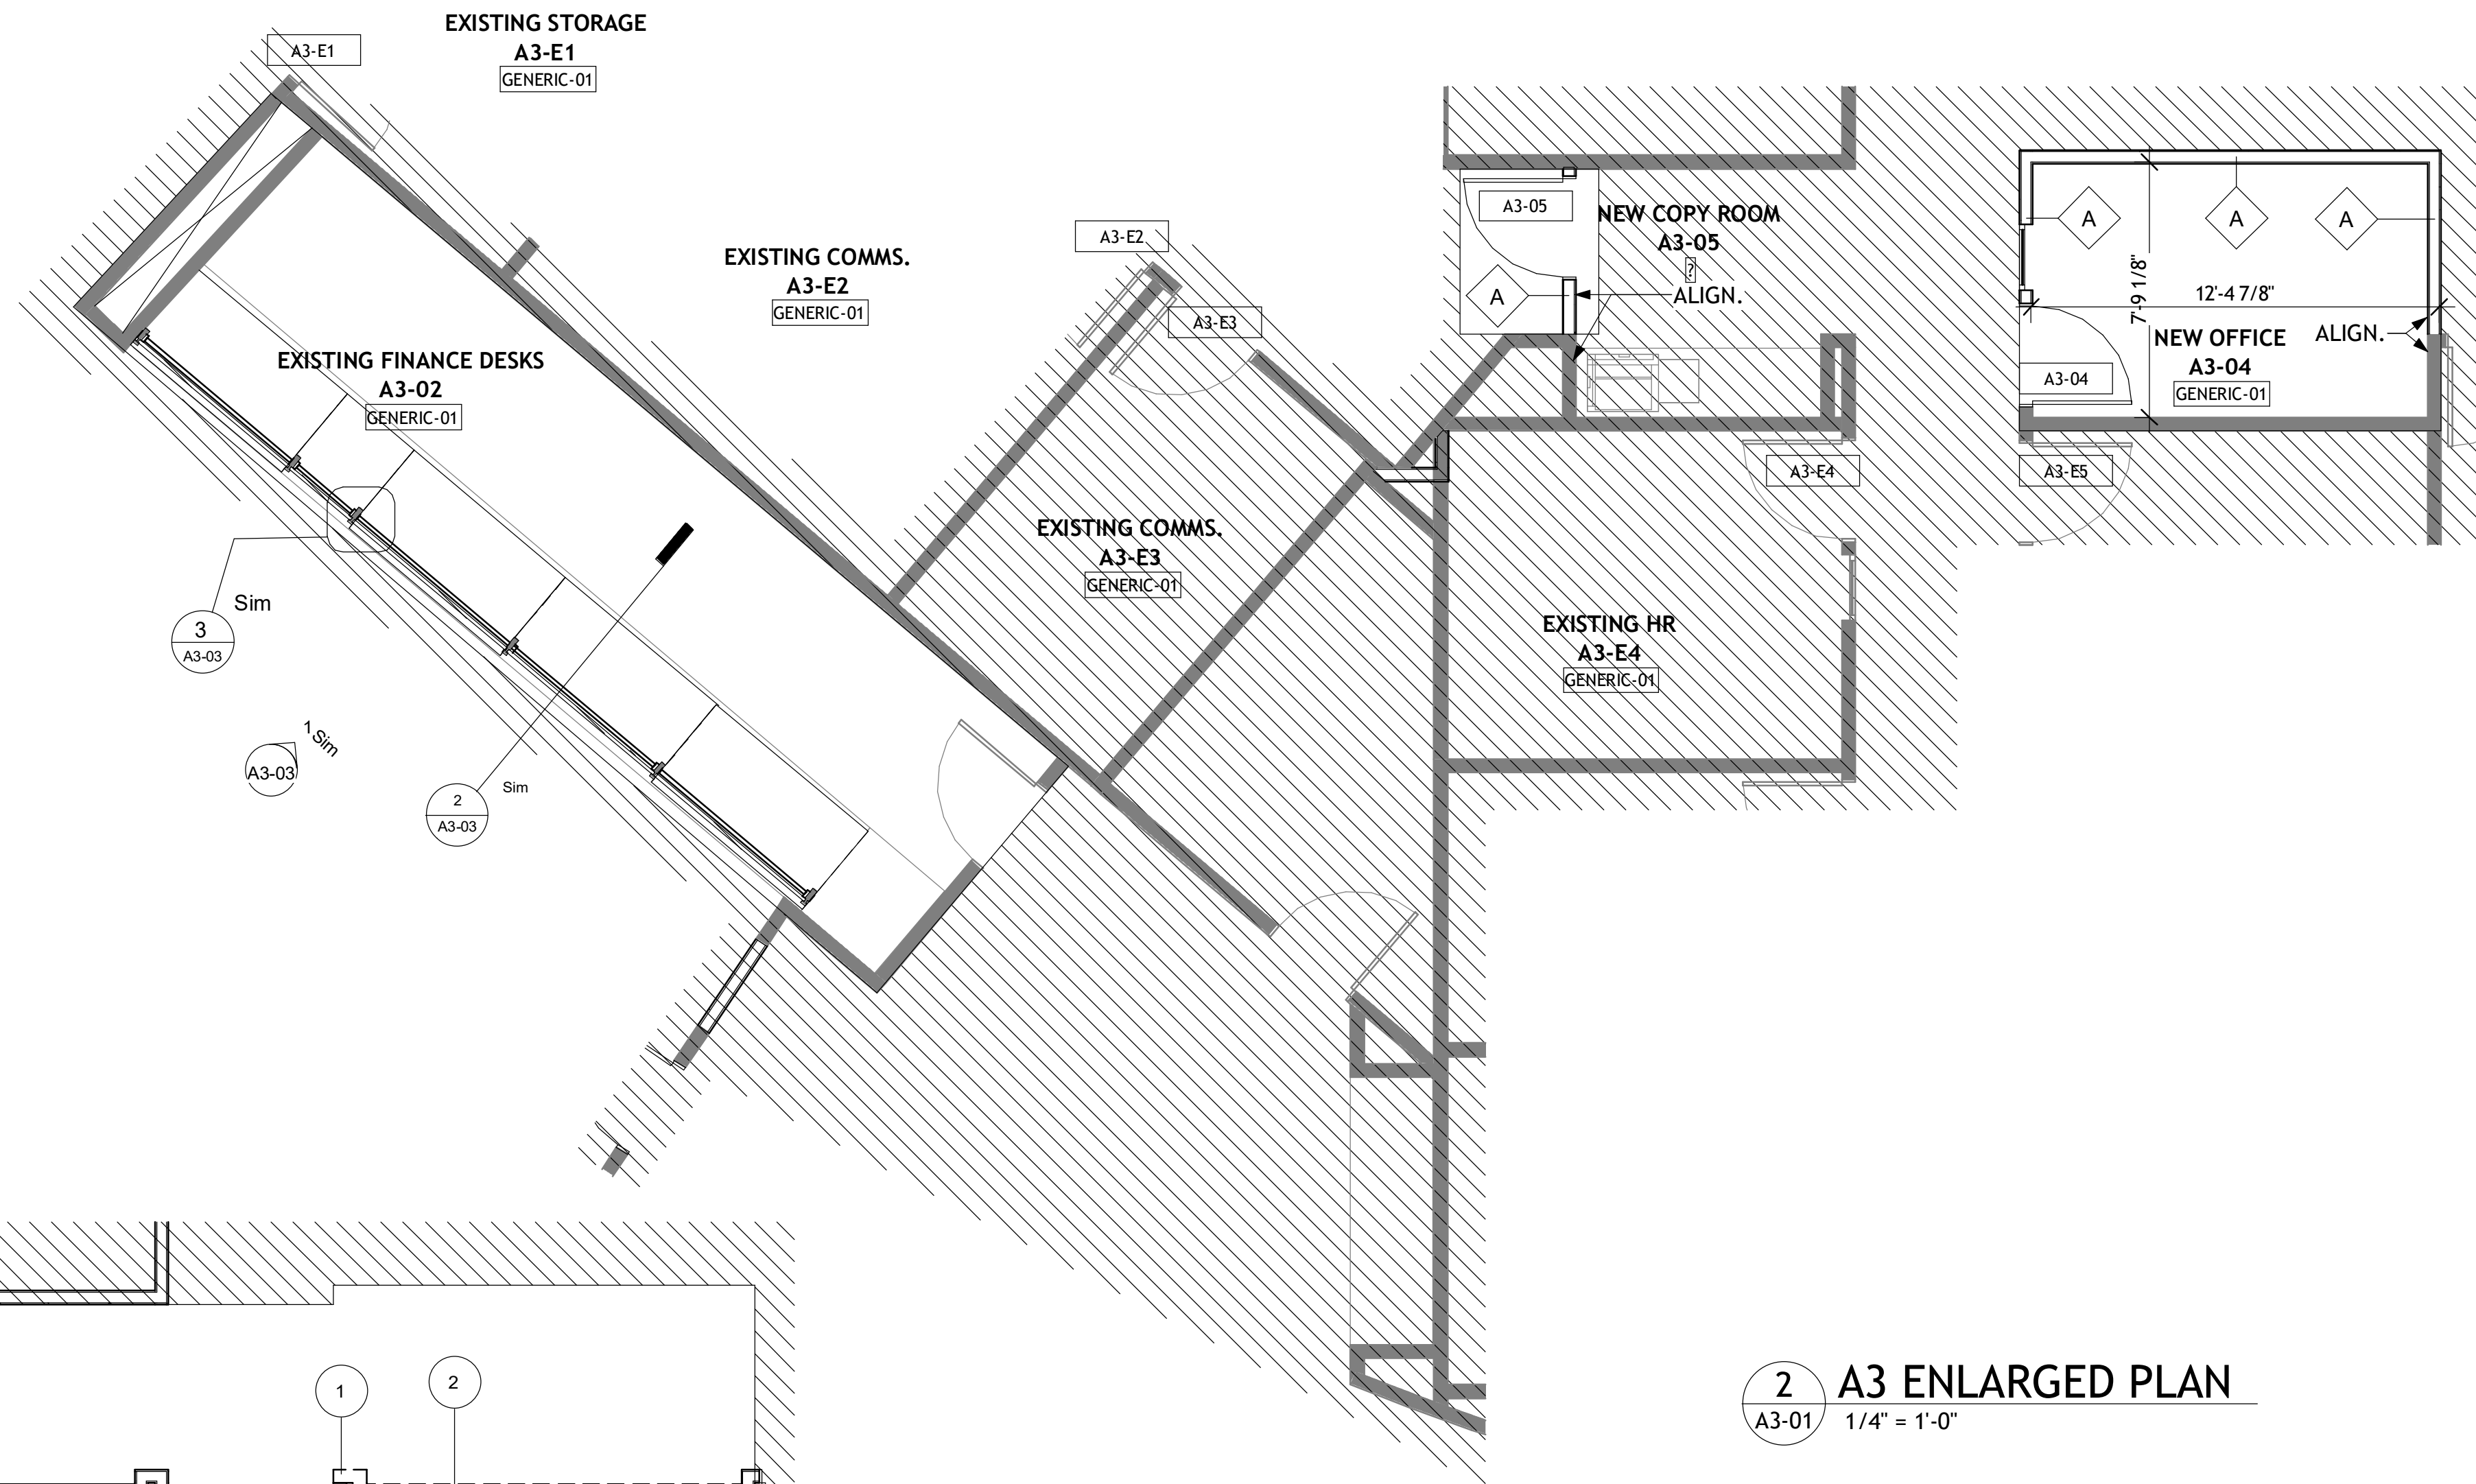 EXISTING STORAGE
A3-E1
GENERIC-01
A3-E1
EXISTING COMMS.
A3-E2
GENERIC-01
A3-E2
A3-E3
A3-05
NEW COPY ROOM
A3-05
?
A
ALIGN.
A
A
A
7'-9 1/8"
12'-4 7/8"
NEW OFFICE
A3-04
GENERIC-01
ALIGN.
A3-04
EXISTING FINANCE DESKS
A3-02
GENERIC-01
A3-E4
A3-E5
EXISTING COMMS.
A3-E3
GENERIC-01
EXISTING HR
A3-E4
GENERIC-01
Sim
3
A3-03
1
Sim
A3-03
Sim
2
A3-03
1
2
2
A3-01
A3 ENLARGED PLAN
1/4" = 1'-0"